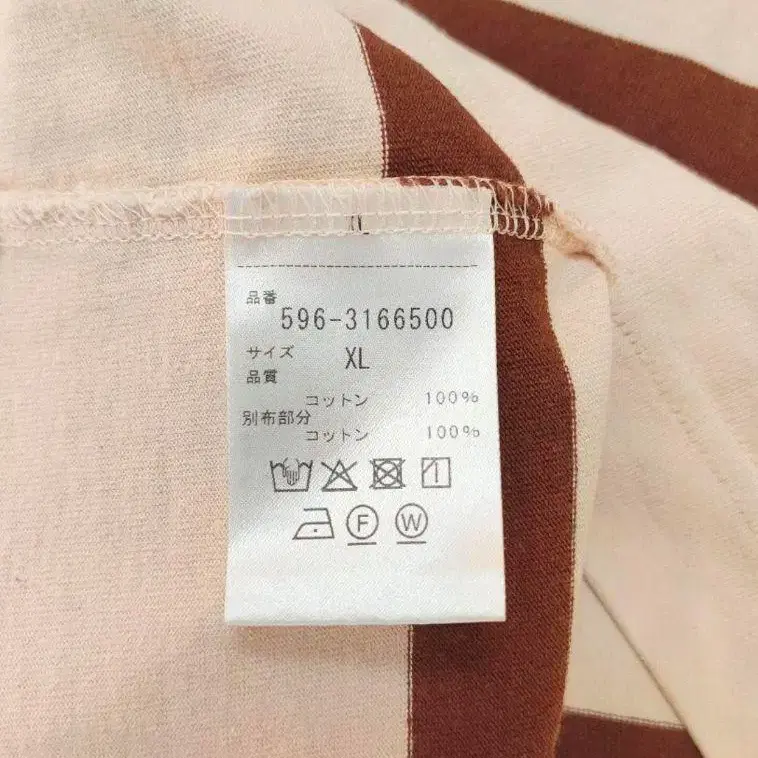 品番
596-3166500
サイズ XL
品質
コットン 100%
別布部分
コットン 100%
F W